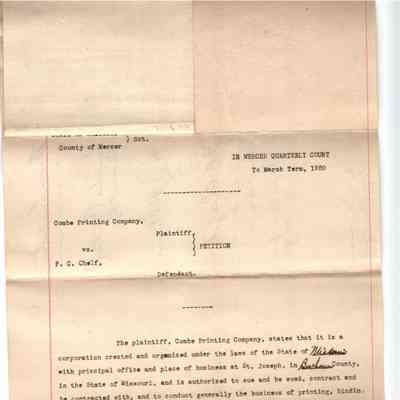 ) Sct.
County of Mercer
IN MERCER QUARTERLY COURT
To March Term, 1920
Combe Printing Company,
Plaintiff,
vs. } PETITION
F. C. Chelf,
Defendant.
The plaintiff, Combe Printing Company, states that it is a
corporation created and organized under the laws of the State of Missouri
with principal office and place of business at St. Joseph, in Buchanan County,
in the State of Missouri, and is authorized to sue and be sued, contract and
be contracted with, and to conduct generally the business of printing, bindin